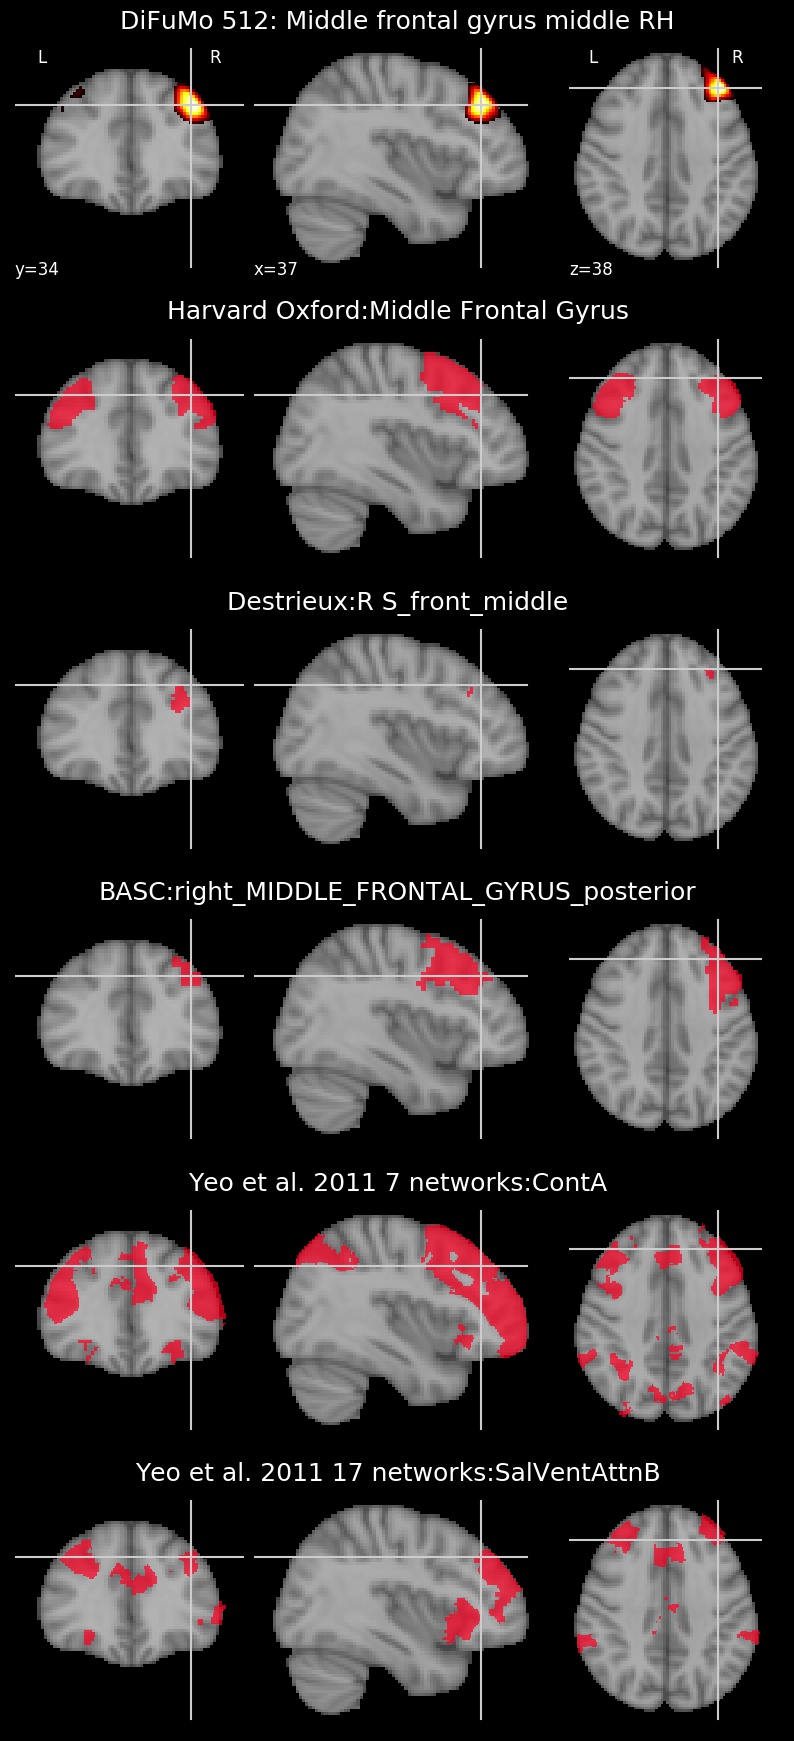 DiFuMo 512: Middle frontal gyrus middle RH
L R L R
y=34 x=37 z=38
Harvard Oxford:Middle Frontal Gyrus
Destrieux:R S_front_middle
BASC:right_MIDDLE_FRONTAL_GYRUS_posterior
Yeo et al. 2011 7 networks:ContA
Yeo et al. 2011 17 networks:SalVentAttnB